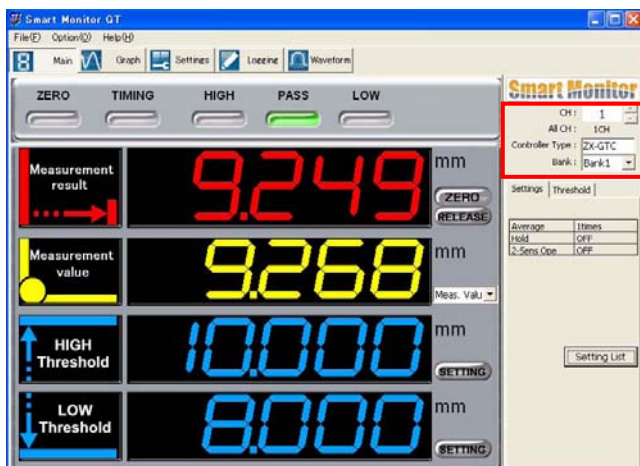 Smart Monitor GT
File(F) Option(O) Help(H)
Main Graph Settings Logging Waveform
ZERO TIMING HIGH PASS LOW
Measurement
result
9.249
mm
ZERO
RELEASE
Measurement
value
9.268
mm
Meas. Valu
HIGH
Threshold
10.000
mm
SETTING
LOW
Threshold
8.000
mm
SETTING
Smart Monitor
CH : 1
All CH : 1CH
Controller Type : ZX-GTC
Bank : Bank1
Settings Threshold
Average 1times
Hold OFF
2-Sens Ope OFF
Setting List